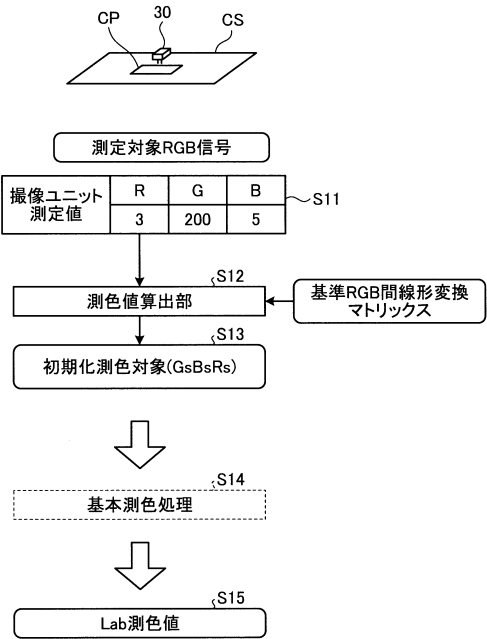 CP
30
CS
測定対象RGB信号
撮像ユニット
測定値
R G B
3 200 5
S11
S12
測色値算出部
基準RGB間線形変換
マトリックス
S13
初期化測色対象(GsBsRs)
S14
基本測色処理
S15
Lab測色値